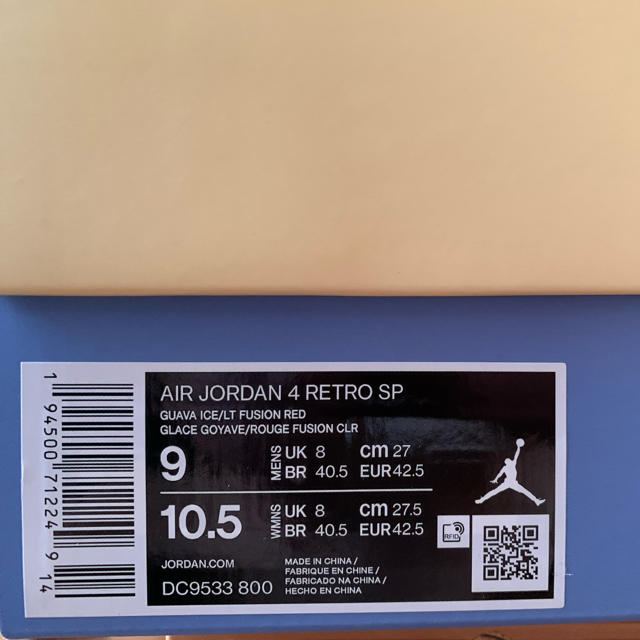 AIR JORDAN 4 RETRO SP
GUAVA ICE/LT FUSION RED
GLACE GOYAVE/ROUGE FUSION CLR
9 MENS UK 8 cm 27
BR 40.5 EUR 42.5
10.5 WMNS UK 8 cm 27.5
BR 40.5 EUR 42.5
JORDAN.COM
DC9533 800
MADE IN CHINA /
FABRIQUE EN CHINE /
FABRICADO NA CHINA /
HECHO EN CHINA
RFID
1 94500 71224 9 14